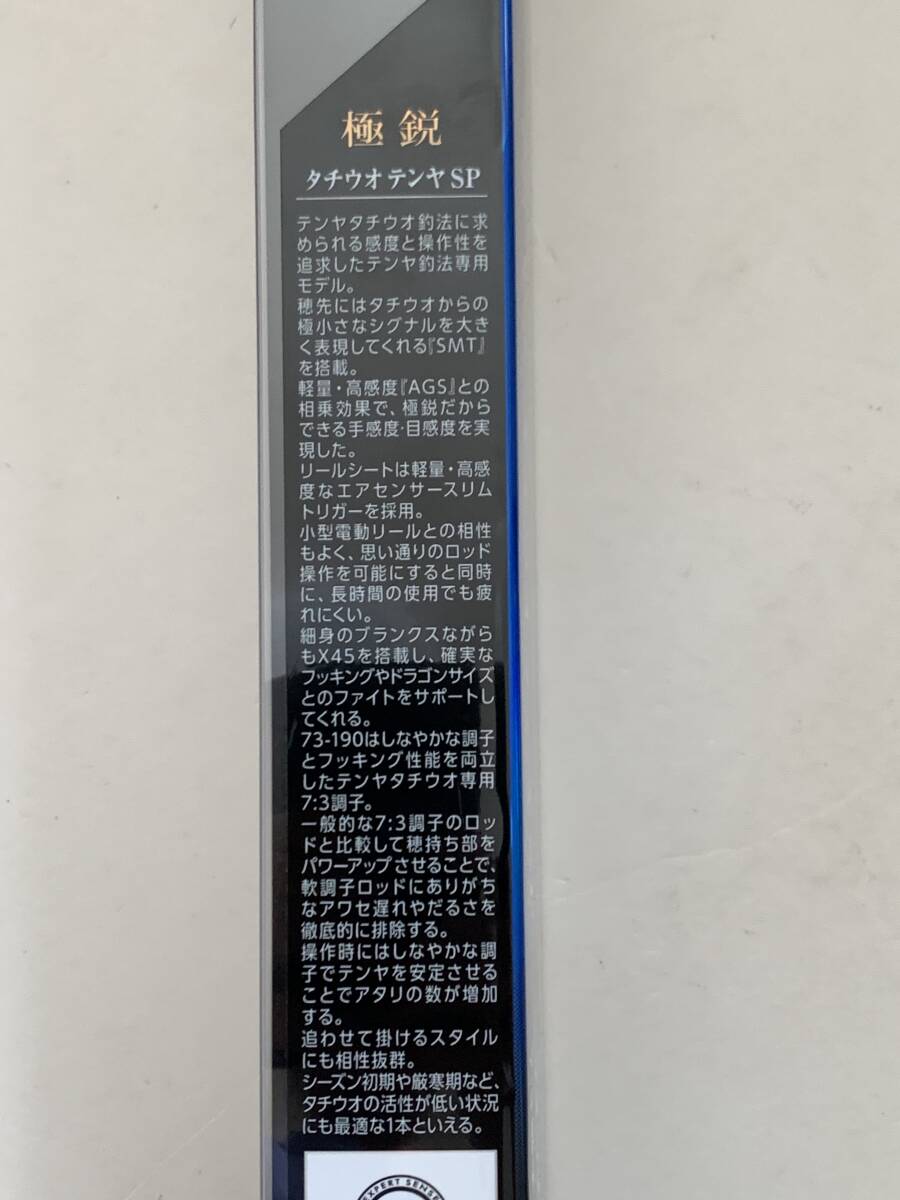 極鋭
タチウオ テンヤ SP
テンヤタチウオ釣法に求
められる感度と操作性を
追求したテンヤ釣法専用
モデル。
穂先にはタチウオからの
極小さなシグナルを大き
く表現してくれる『SMT』
を搭載。
軽量・高感度『AGS』との
相乗効果で、極鋭だから
できる手感度・目感度を実
現した。
リールシートは軽量・高感
度なエアセンサースリム
トリガーを採用。
小型電動リールとの相性
もよく、思い通りのロッド
操作を可能にすると同時
に、長時間の使用でも疲
れにくい。
細身のブランクスながら
もX45を搭載し、確実な
フッキングやドラゴンサイズ
とのファイトをサポートし
てくれる。
73-190はしなやかな調子
とフッキング性能を両立
したテンヤタチウオ専用
7:3調子。
一般的な7:3調子のロッ
ドと比較して穂持ち部を
パワーアップさせることで、
軟調子ロッドにありがち
なアワセ遅れやだるさを
徹底的に排除する。
操作時にはしなやかな調
子でテンヤを安定させる
ことでアタリの数が増加
する。
追わせて掛けるスタイル
にも相性抜群。
シーズン初期や厳寒期など、
タチウオの活性が低い状況
にも最適な1本といえる。
EXPERT SENSE